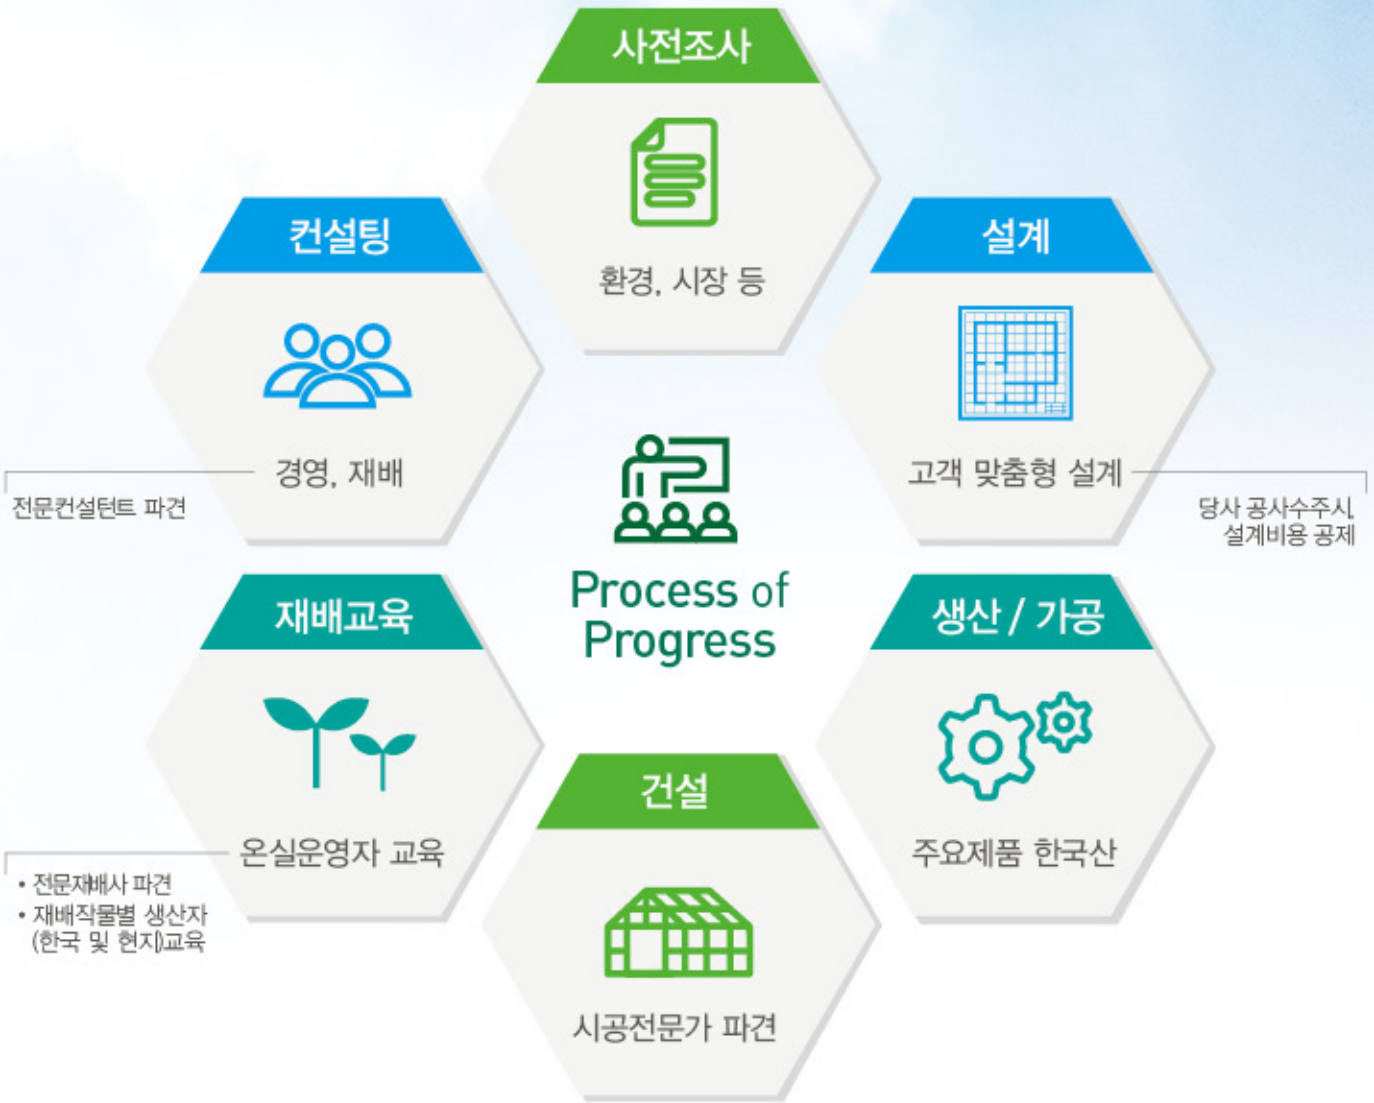 사전조사
환경, 시장 등
설계
고객 맞춤형 설계
당사 공사수주시,
설계비용 공제
생산 / 가공
주요제품 한국산
건설
시공전문가 파견
재배교육
온실운영자 교육
• 전문재배사 파견
• 재배작물별 생산자
(한국 및 현지)교육
컨설팅
경영, 재배
전문컨설턴트 파견
Process of
Progress